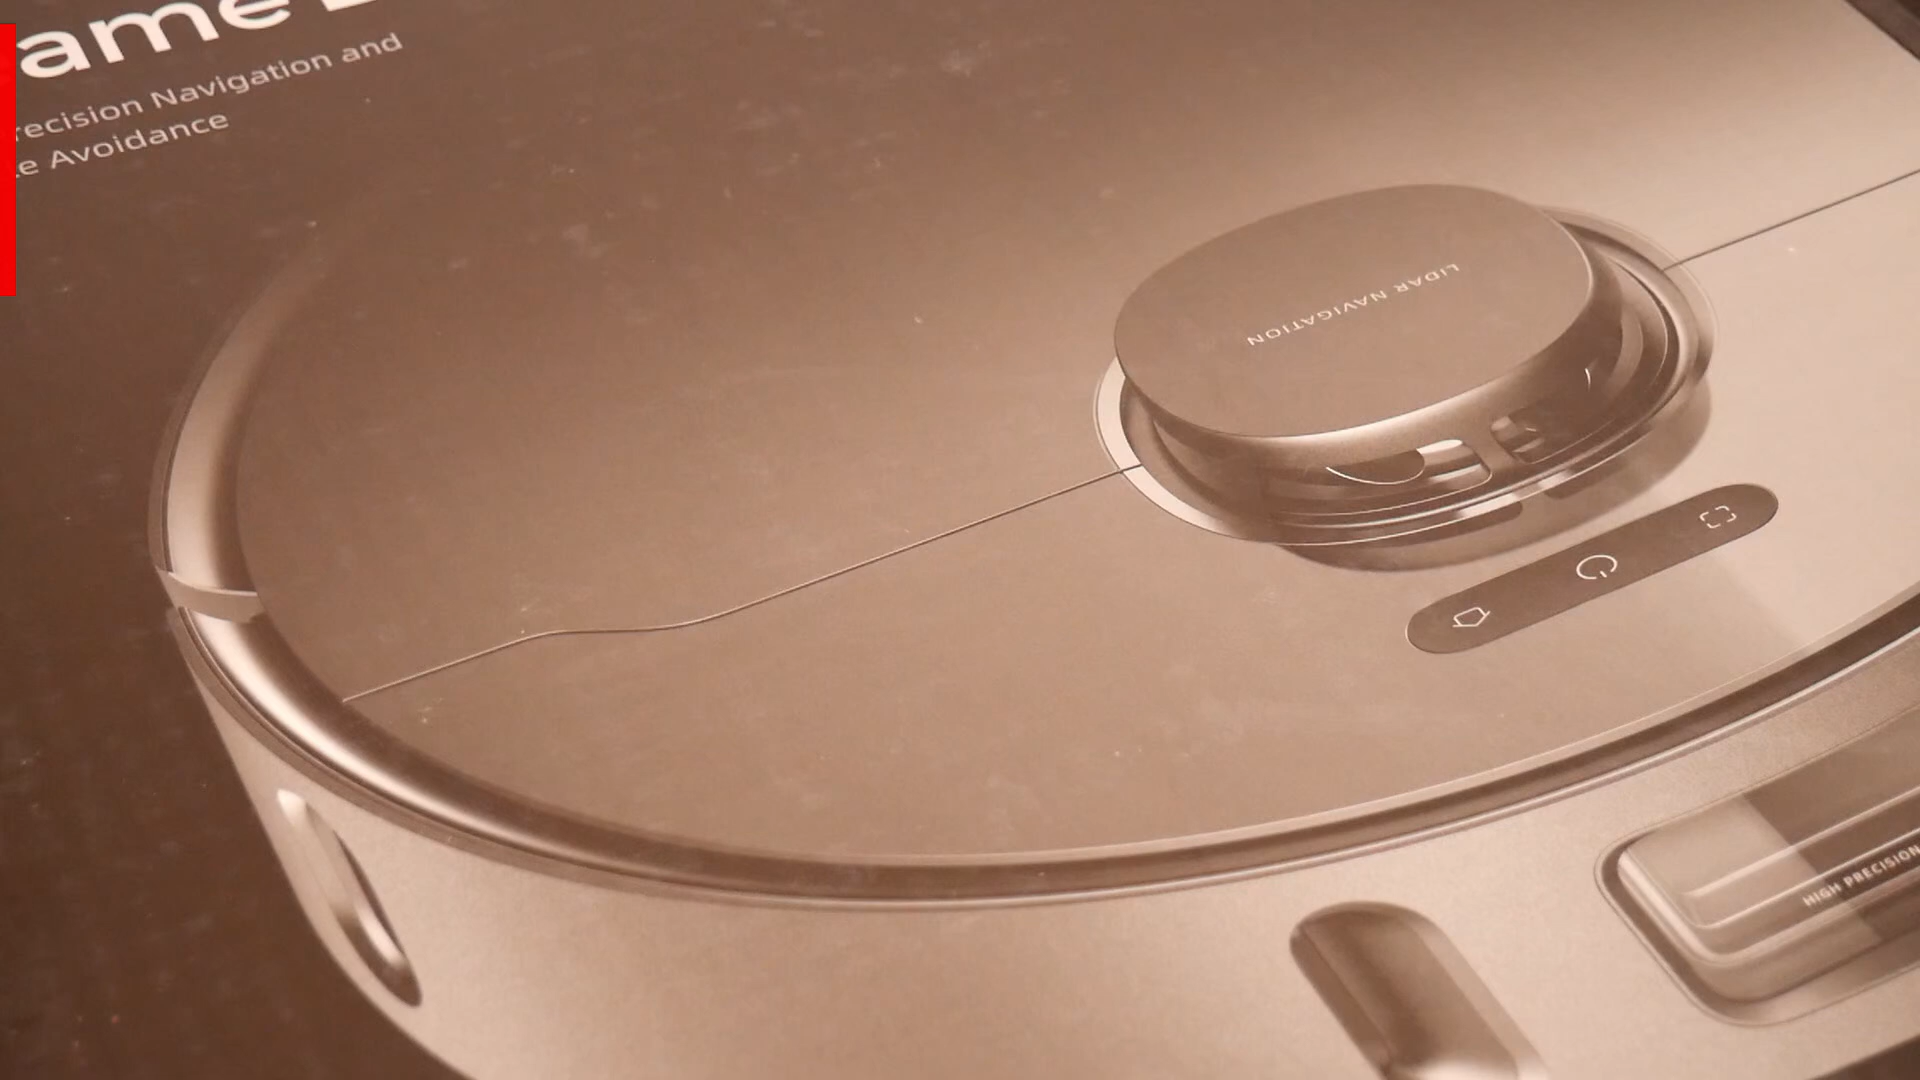 ame
recision Navigation and
e Avoidance
LIDAR NAVIGATION
HIGH PRECISION